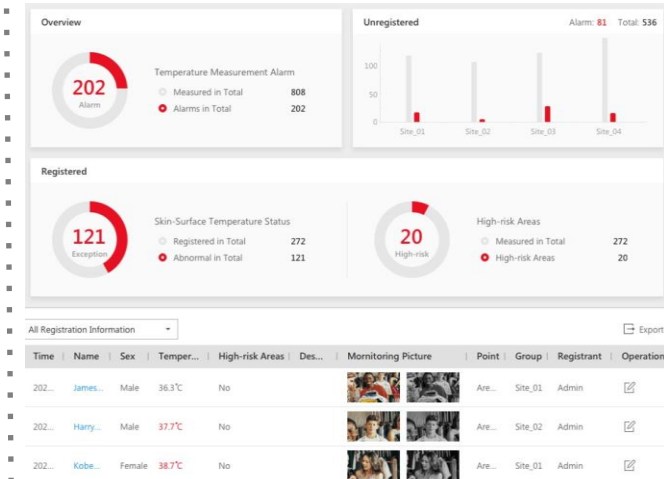 Overview
202
Alarm
Temperature Measurement Alarm
Measured in Total 808
Alarms in Total 202
Unregistered Alarm: 81 Total: 536
100
50
0
Site_01 Site_02 Site_03 Site_04
Registered
121
Exception
Skin-Surface Temperature Status
Registered in Total 272
Abnormal in Total 121
20
High-risk
High-risk Areas
Measured in Total 272
High-risk Areas 20
All Registration Information Export
Time Name Sex Temper... High-risk Areas Des... Mornitoring Picture Point Group Registrant Operation
202... James... Male 36.3℃ No Are... Site_01 Admin
202... Harry... Male 37.7℃ No Are... Site_02 Admin
202... Kobe... Female 38.7℃ No Are... Site_01 Admin